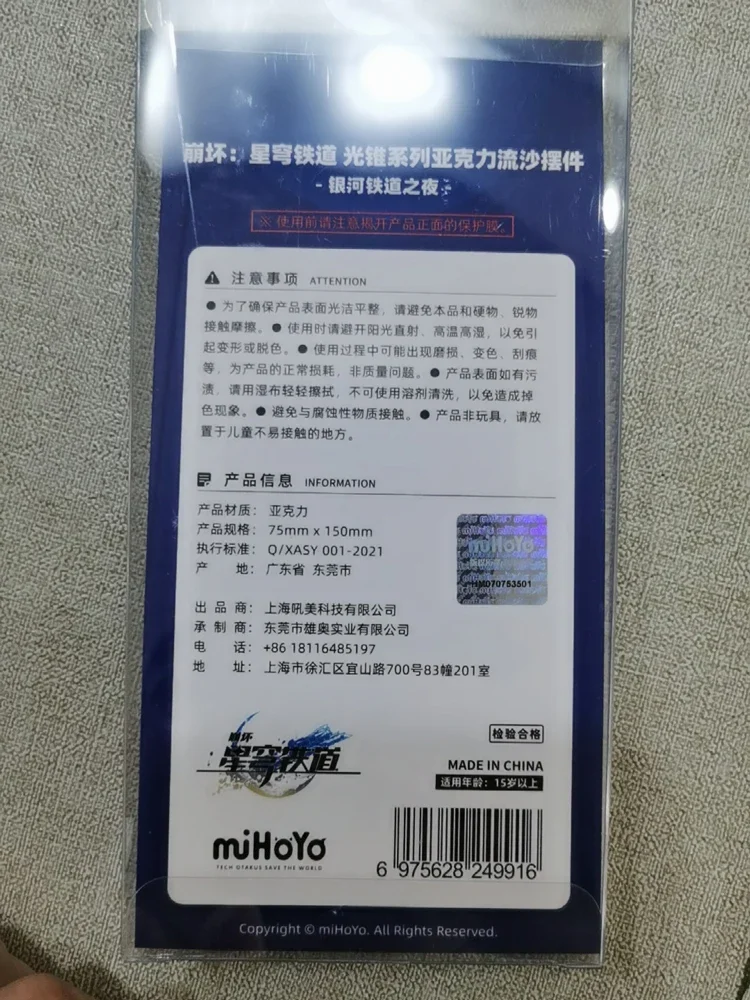 崩坏：星穹铁道 光锥系列亚克力流沙摆件
- 银河铁道之夜 -
※ 使用前请注意揭开产品正面的保护膜。
注意事项 ATTENTION
● 为了确保产品表面光洁平整，请避免本品和硬物、锐物
接触摩擦。● 使用时请避开阳光直射、高温高湿，以免引
起变形或脱色。● 使用过程中可能出现磨损、变色、刮痕
等，为产品的正常损耗，非质量问题。● 产品表面如有污
渍，请用湿布轻轻擦拭，不可使用溶剂清洗，以免造成掉
色现象。● 避免与腐蚀性物质接触。● 产品非玩具，请放
置于儿童不易接触的地方。
产品信息 INFORMATION
产品材质： 亚克力
产品规格： 75mm x 150mm
执行标准： Q/XASY 001-2021
产 地： 广东省 东莞市
miHoYo
HM070753501
出 品 商： 上海吼美科技有限公司
承 制 商： 东莞市雄奥实业有限公司
电 话： +86 18116485197
地 址： 上海市徐汇区宜山路700号83幢201室
崩坏
星穹铁道
检验合格
MADE IN CHINA
适用年龄：15岁以上
miHoYo
TECH OTAKUS SAVE THE WORLD
6 975628 249916
Copyright © miHoYo. All Rights Reserved.